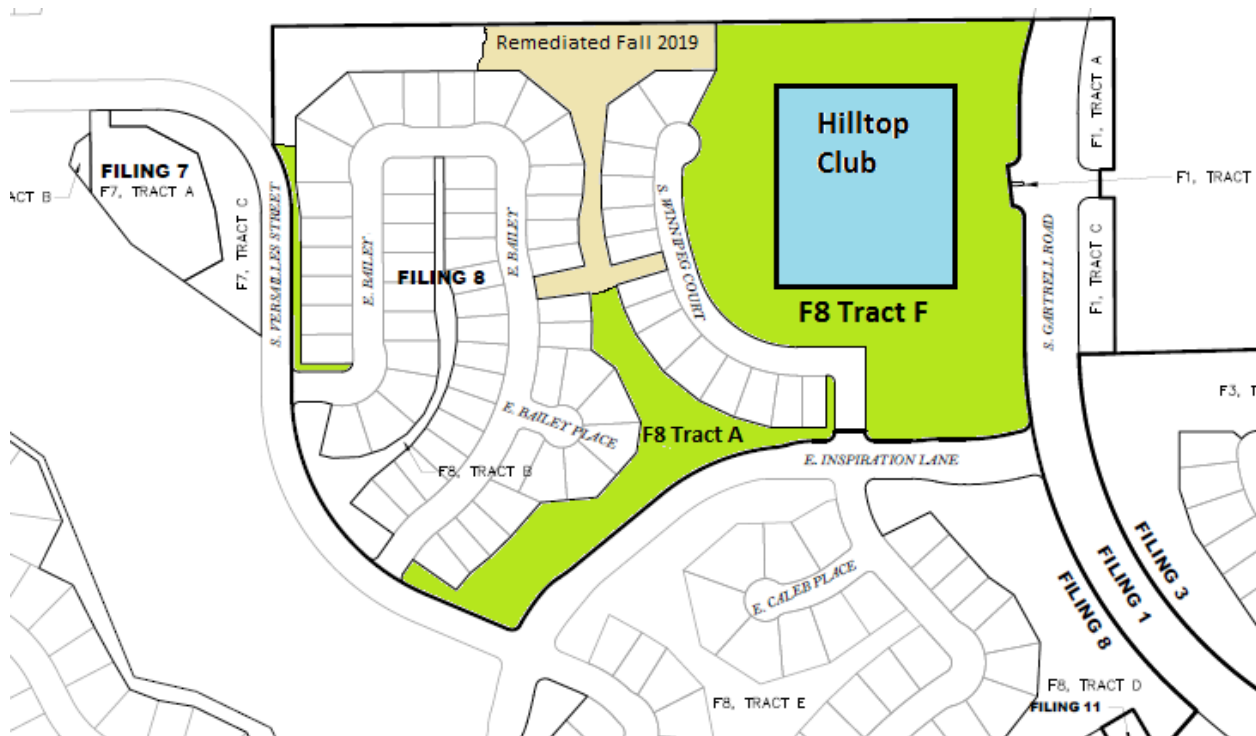 Remediated Fall 2019
F1, TRACT A
Hilltop
Club
FILING 7
F7, TRACT A
ACT B
F1, TRACT
F7, TRACT C
S. VERSAILLES STREET
E. BAILEY
FILING 8
E. BAILEY
S. WINNIPEG COURT
F8 Tract F
S. GARTRELL ROAD
F1, TRACT C
F3, T
E. BAILEY PLACE
F8 Tract A
F8, TRACT B
E. INSPIRATION LANE
E. CALEB PLACE
FILING 8
FILING 1
FILING 3
F8, TRACT D
F8, TRACT E
FILING 11